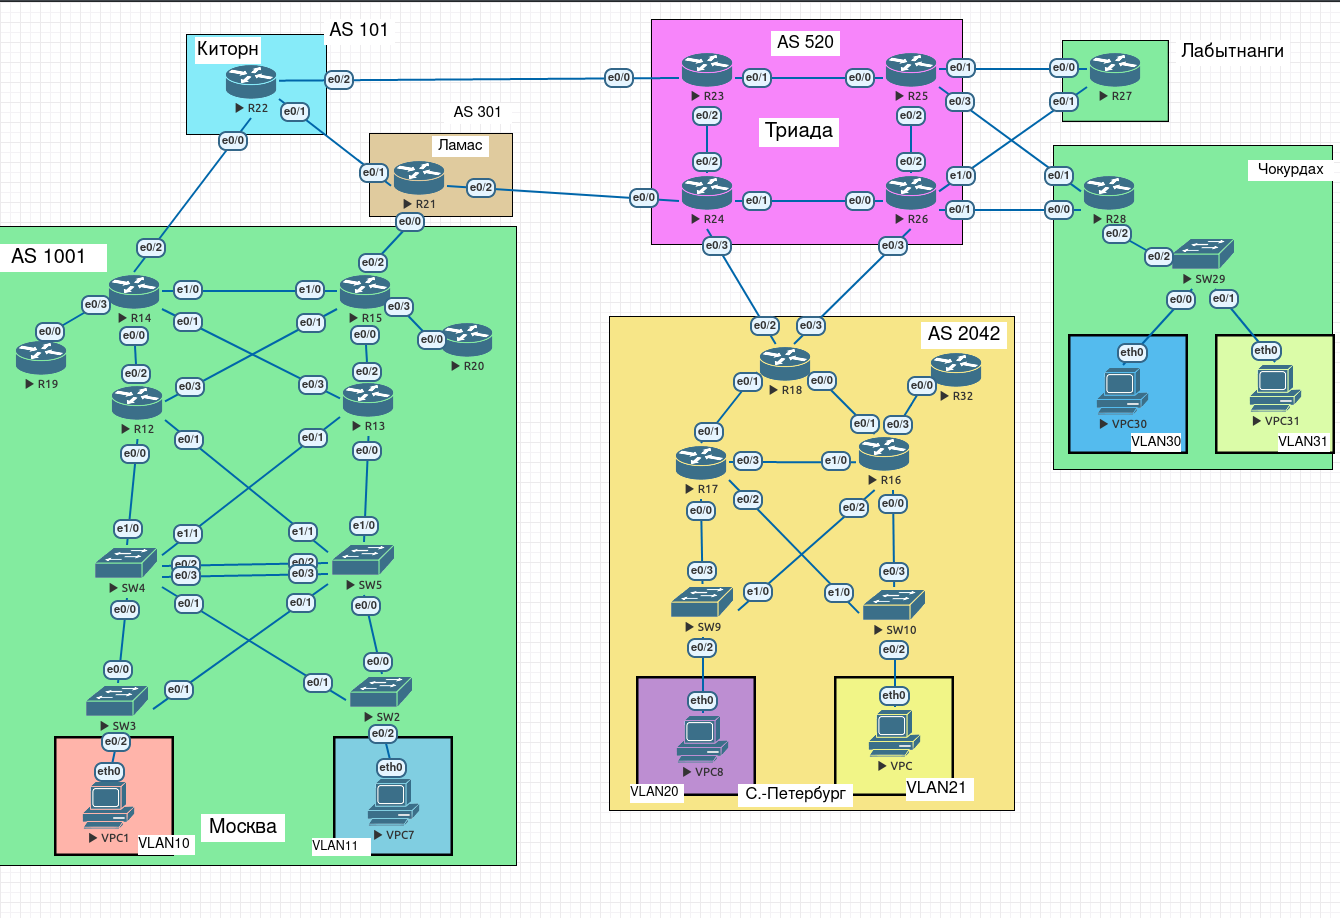 AS 101
Киторн
R22
e0/2
e0/1
e0/0
AS 301
Ламас
e0/1
R21
e0/2
e0/0
AS 520
Триада
e0/0
R23
e0/1
e0/2
e0/0
R25
e0/1
e0/3
e0/2
e0/2
e0/0
R24
e0/1
e0/3
e0/2
e0/0
R26
e1/0
e0/1
e0/3
Лабытнанги
e0/0
e0/1
R27
Чокурдах
e0/1
e0/0
R28
e0/2
e0/2
SW29
e0/0
e0/1
eth0
VPC30
VLAN30
eth0
VPC31
VLAN31
AS 1001
e0/2
R14
e1/0
e0/3
e0/1
e0/0
e0/0
R19
e0/2
e1/0
R15
e0/3
e0/1
e0/0
e0/0
R20
e0/2
R12
e0/3
e0/1
e0/0
e0/2
e0/3
R13
e0/1
e0/0
e1/0
e1/1
SW4
e0/2
e0/3
e0/0
e0/1
e1/1
e1/0
e0/2
e0/3
SW5
e0/1
e0/0
e0/0
e0/1
SW3
e0/2
e0/0
e0/1
SW2
e0/2
eth0
VPC1
VLAN10
Москва
eth0
VPC7
VLAN11
AS 2042
e0/2
e0/3
R18
e0/1
e0/0
e0/0
R32
e0/1
R17
e0/3
e0/2
e0/0
e0/1
e0/3
e1/0
R16
e0/2
e0/0
e0/3
e1/0
SW9
e0/2
e0/3
e1/0
SW10
e0/2
eth0
VPC8
VLAN20
С.-Петербург
eth0
VPC
VLAN21